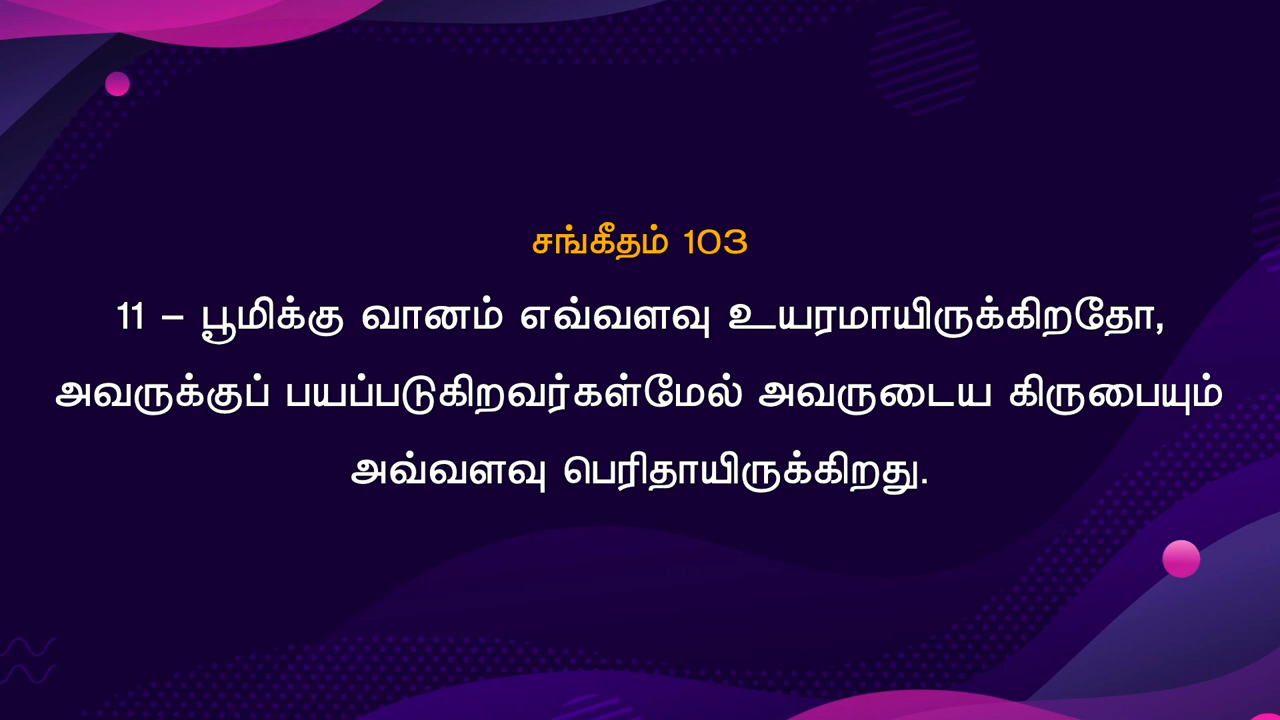 சங்கீதம் 103
11 – பூமிக்கு வானம் எவ்வளவு உயரமாயிருக்கிறதோ,
அவருக்குப் பயப்படுகிறவர்கள்மேல் அவருடைய கிருபையும்
அவ்வளவு பெரிதாயிருக்கிறது.